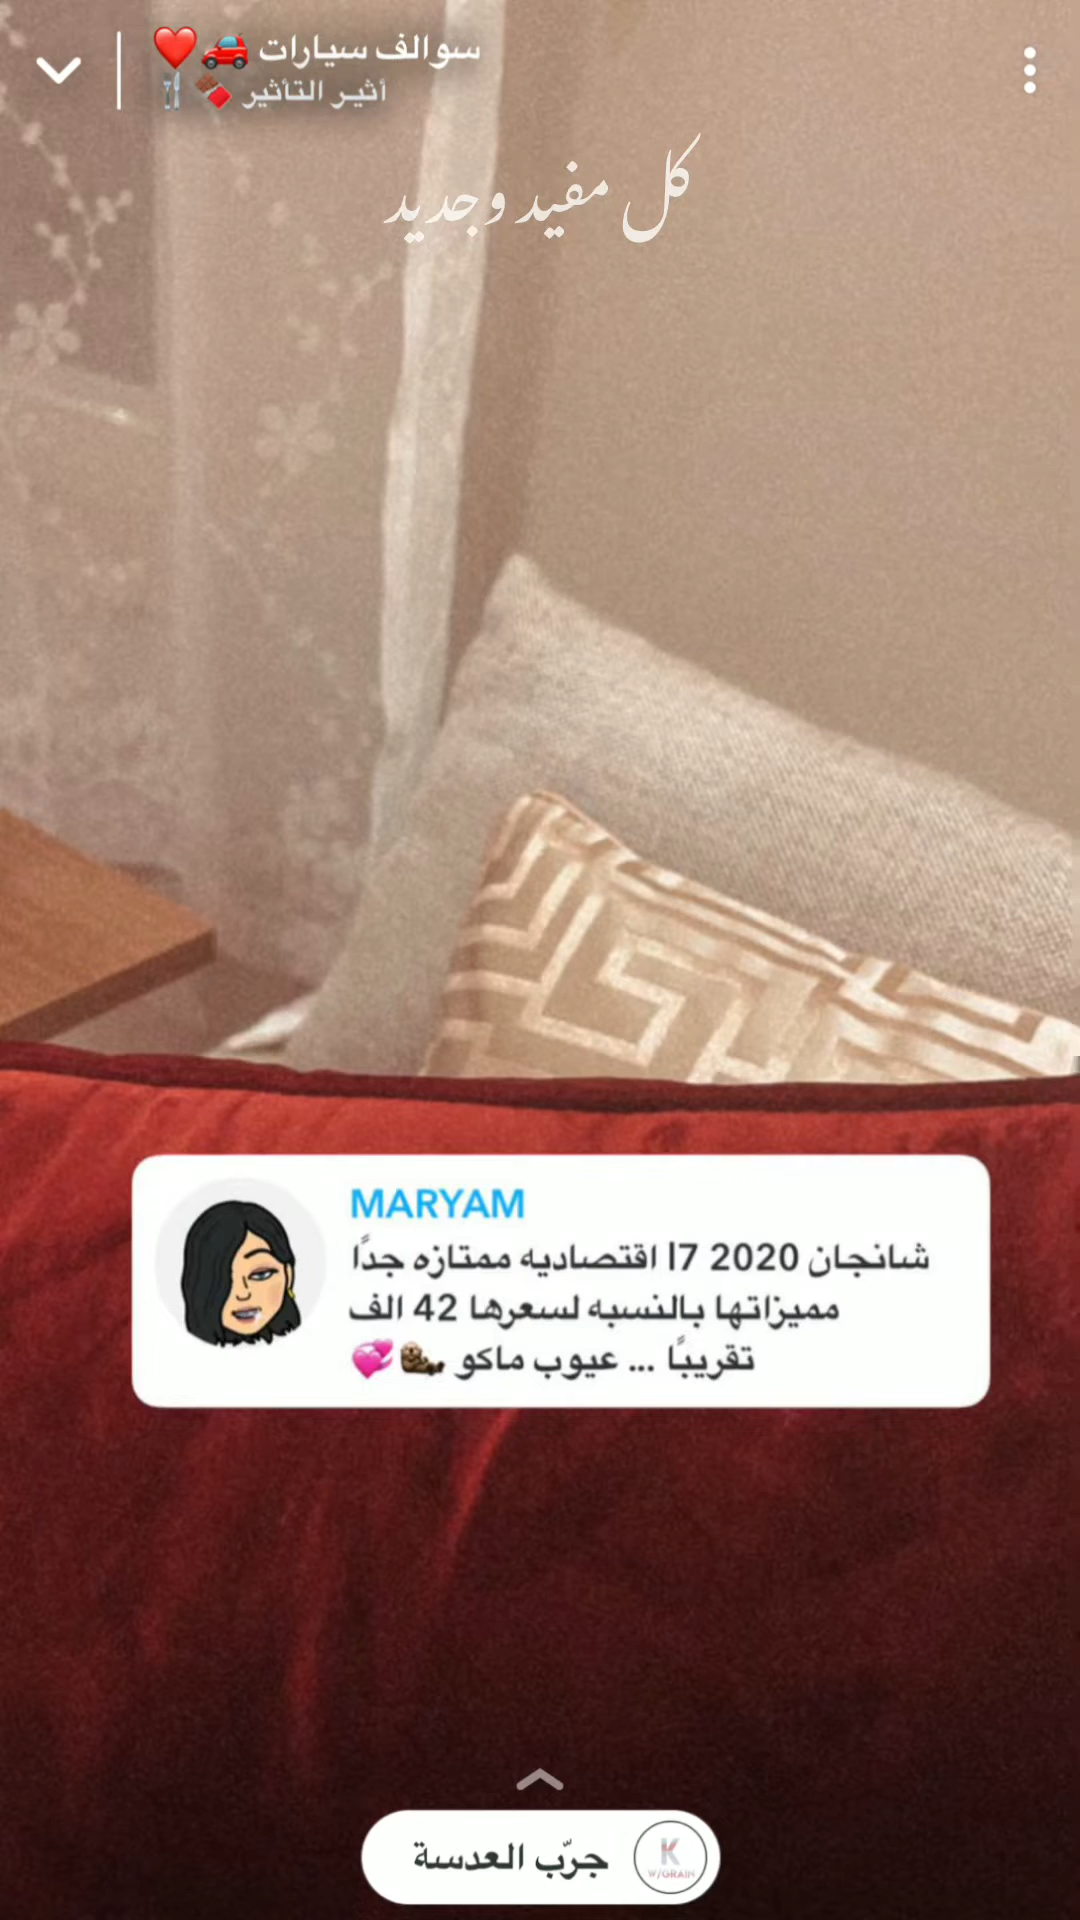 سوالف سيارات 🚗❤️
أثير التأثير 🍫🍴
كل مفيد وجديد
MARYAM
شانجان 2020 l7 اقتصاديه ممتازه جدًا
مميزاتها بالنسبه لسعرها 42 الف
تقريبًا ... عيوب ماكو 🦦💞
جرّب العدسة
K
W/GRAIN